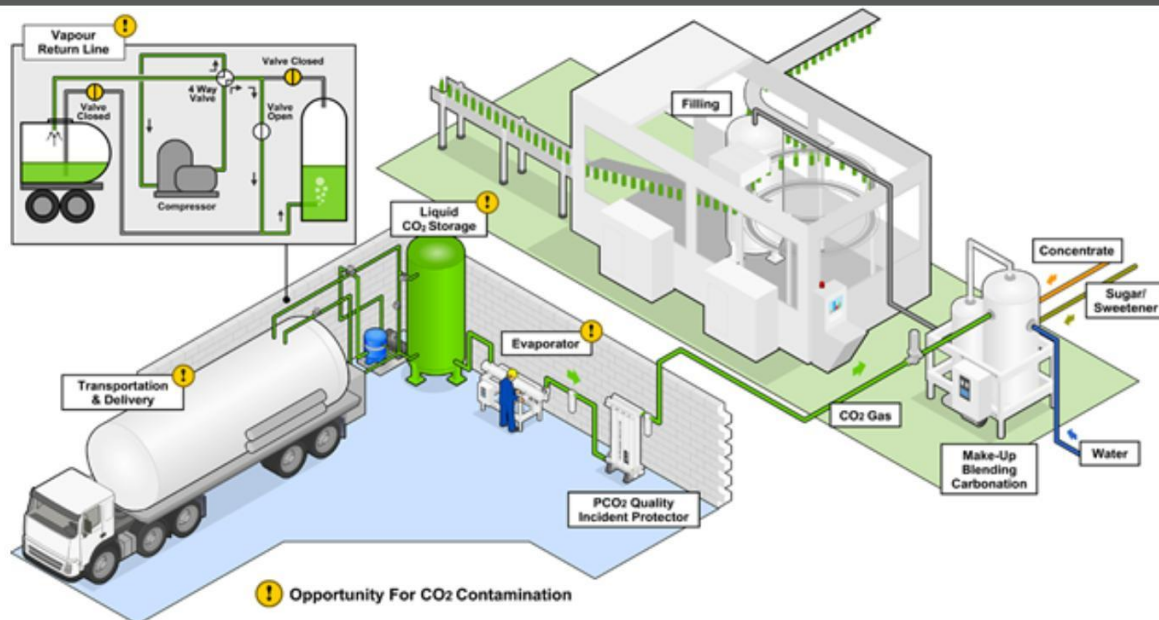 Vapour
Return Line
!
Valve Closed
4 Way
Valve
Valve
Closed
Valve
Open
Compressor
Filling
Liquid
CO2 Storage
!
Concentrate
Sugar/
Sweetener
Evaporator
!
Transportation
& Delivery
!
CO2 Gas
Water
Make-Up
Blending
Carbonation
PCO2 Quality
Incident Protector
! Opportunity For CO2 Contamination